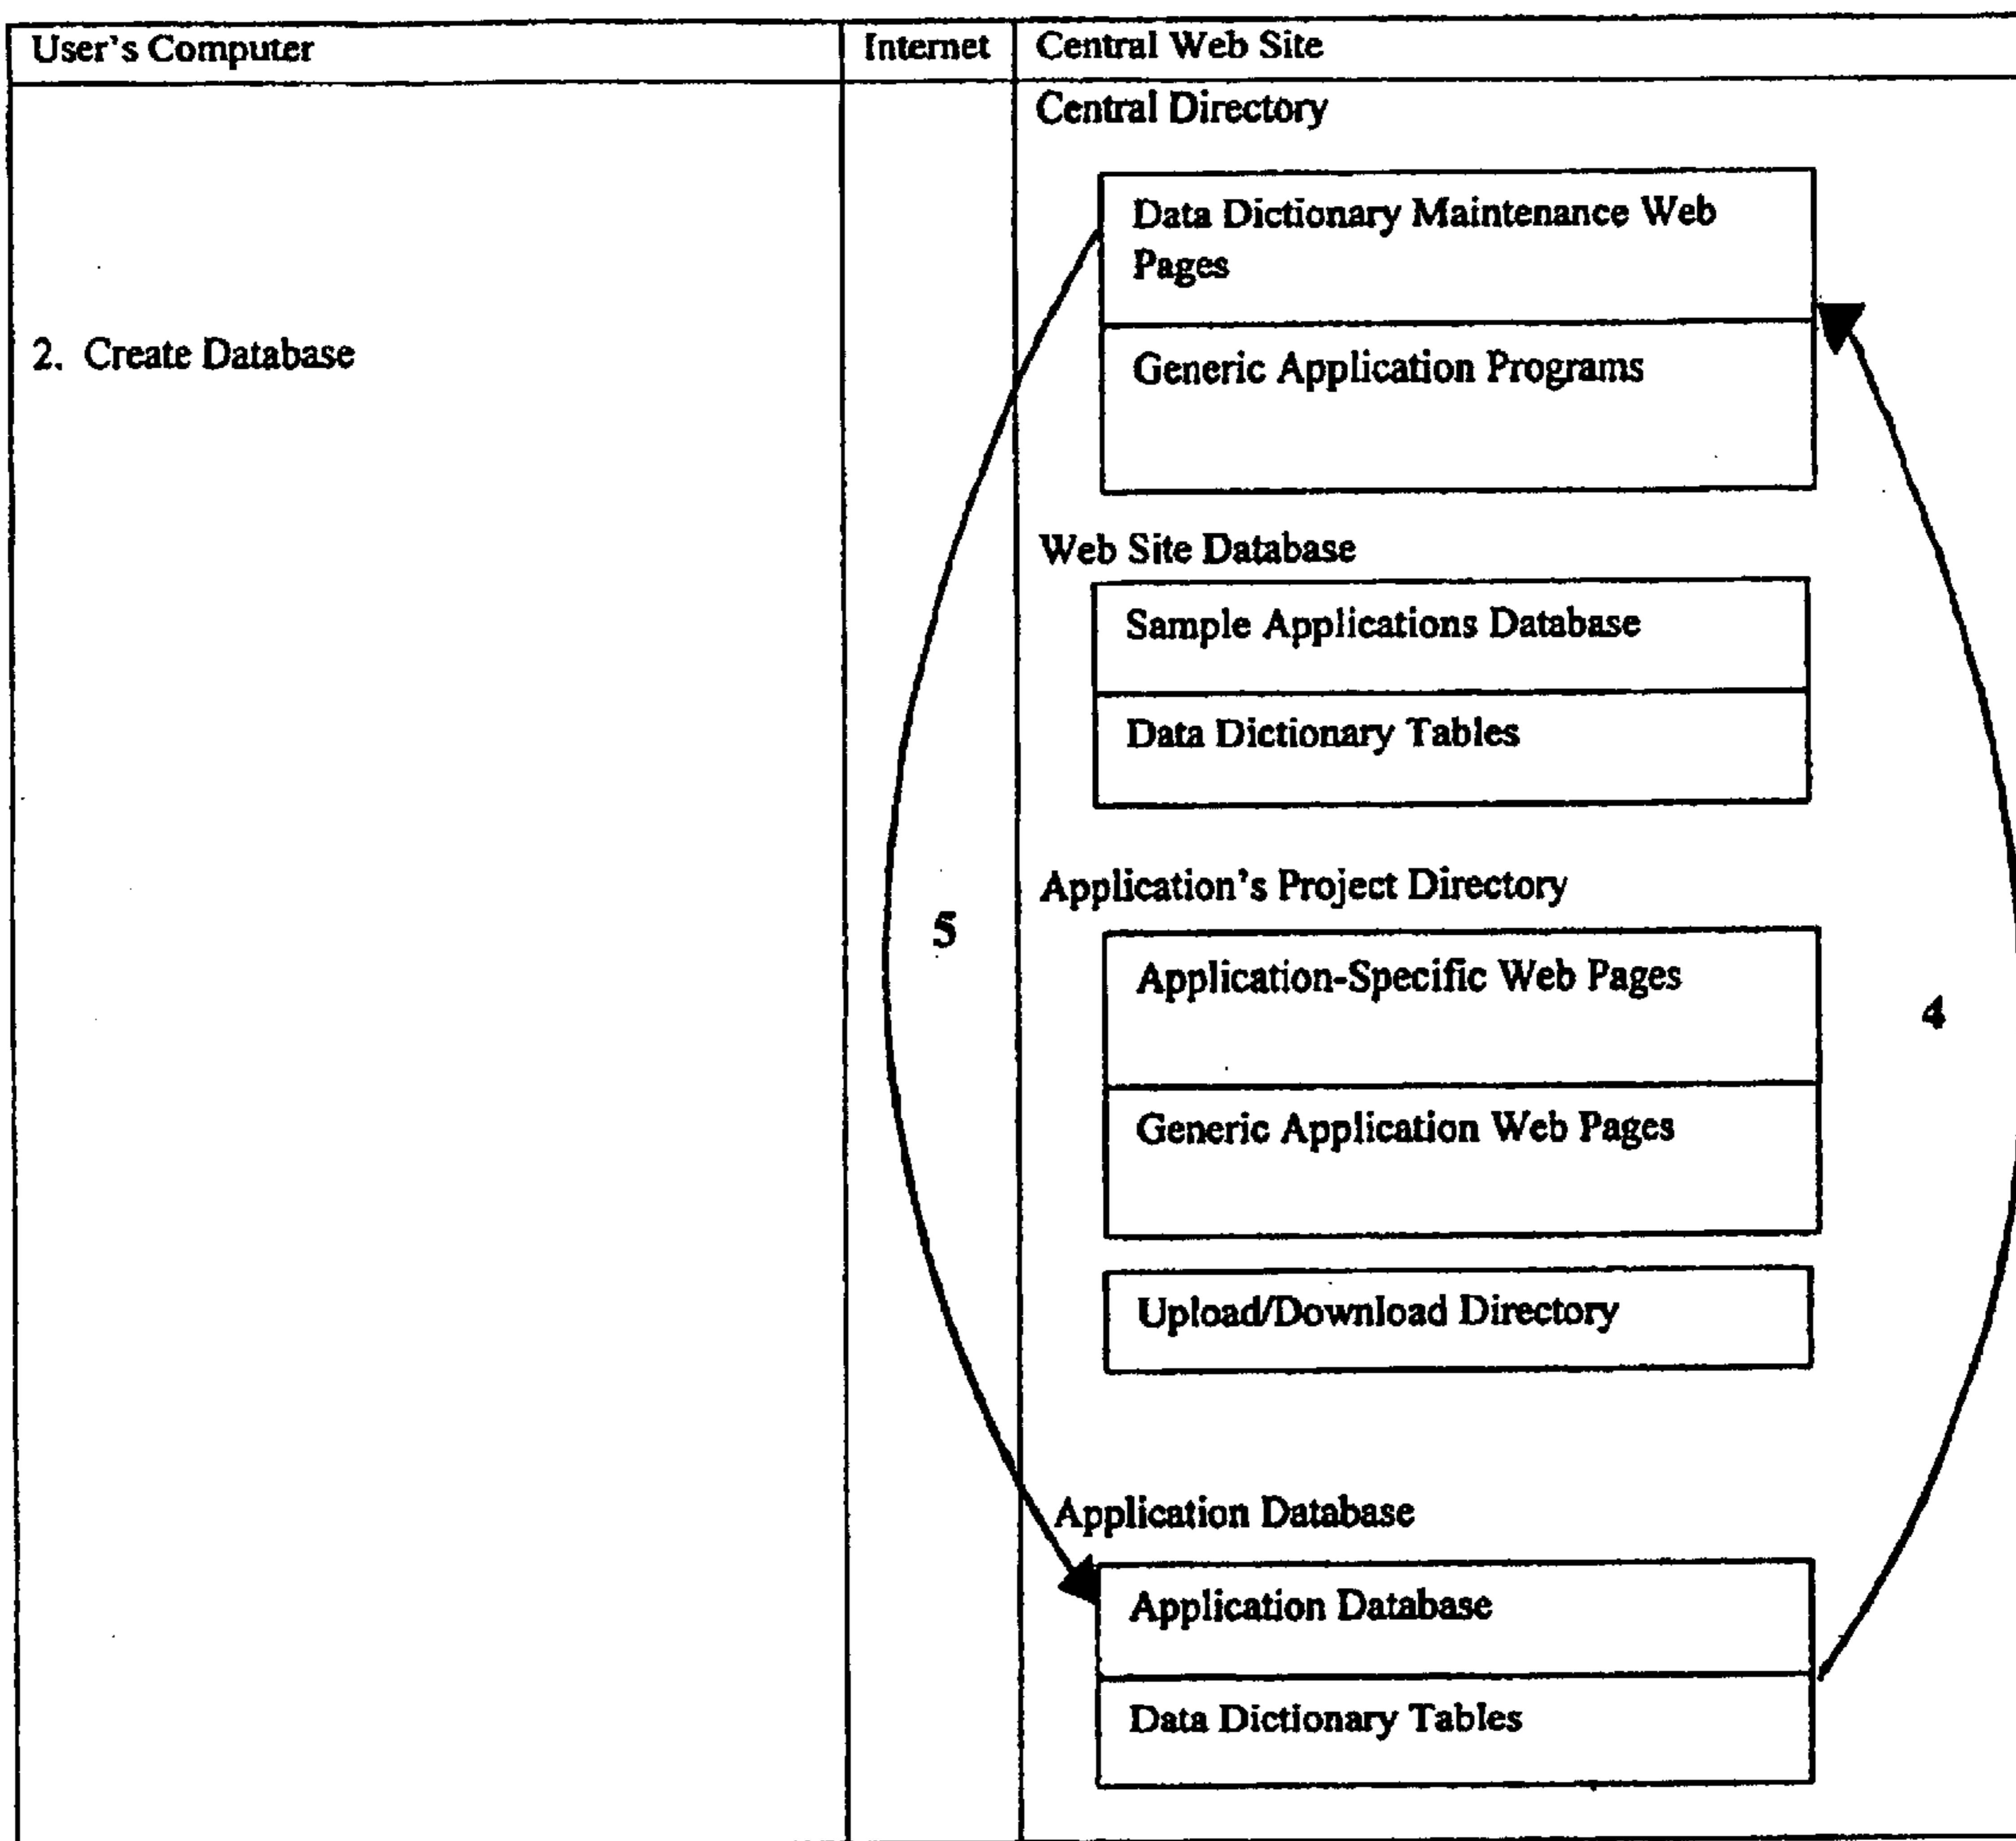 User's Computer
Internet
Central Web Site
Central Directory
Data Dictionary Maintenance Web
Pages
2. Create Database
Generic Application Programs
Web Site Database
Sample Applications Database
Data Dictionary Tables
Application's Project Directory
5
Application-Specific Web Pages
4
Generic Application Web Pages
Upload/Download Directory
Application Database
Application Database
Data Dictionary Tables